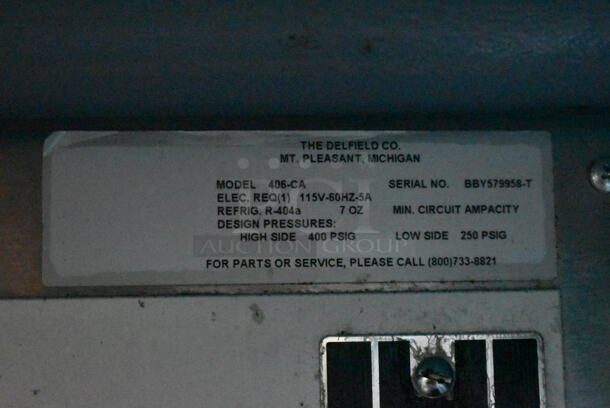 THE DELFIELD CO.
MT. PLEASANT, MICHIGAN
MODEL 406-CA SERIAL NO. BBY579958-T
ELEC. REQ(1) 115V-60HZ-5A
REFRIG. R-404a 7 OZ MIN. CIRCUIT AMPACITY
DESIGN PRESSURES:
HIGH SIDE 400 PSIG LOW SIDE 250 PSIG
AUCTION GROUP
FOR PARTS OR SERVICE, PLEASE CALL (800)733-8821